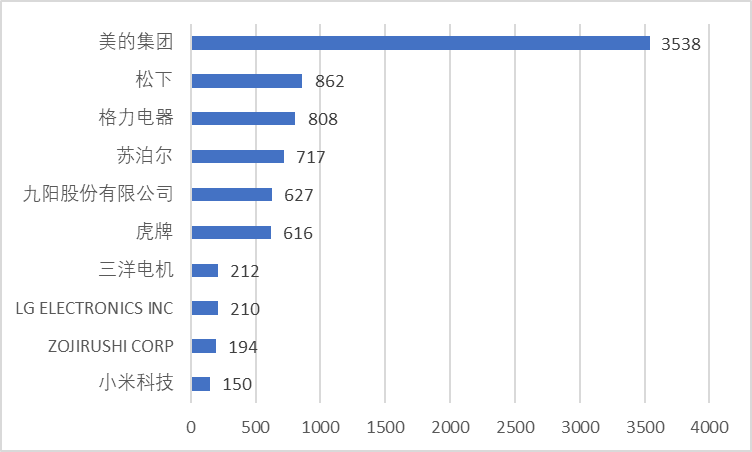 美的集团 3538
松下 862
格力电器 808
苏泊尔 717
九阳股份有限公司 627
虎牌 616
三洋电机 212
LG ELECTRONICS INC 210
ZOJIRUSHI CORP 194
小米科技 150
0 500 1000 1500 2000 2500 3000 3500 4000